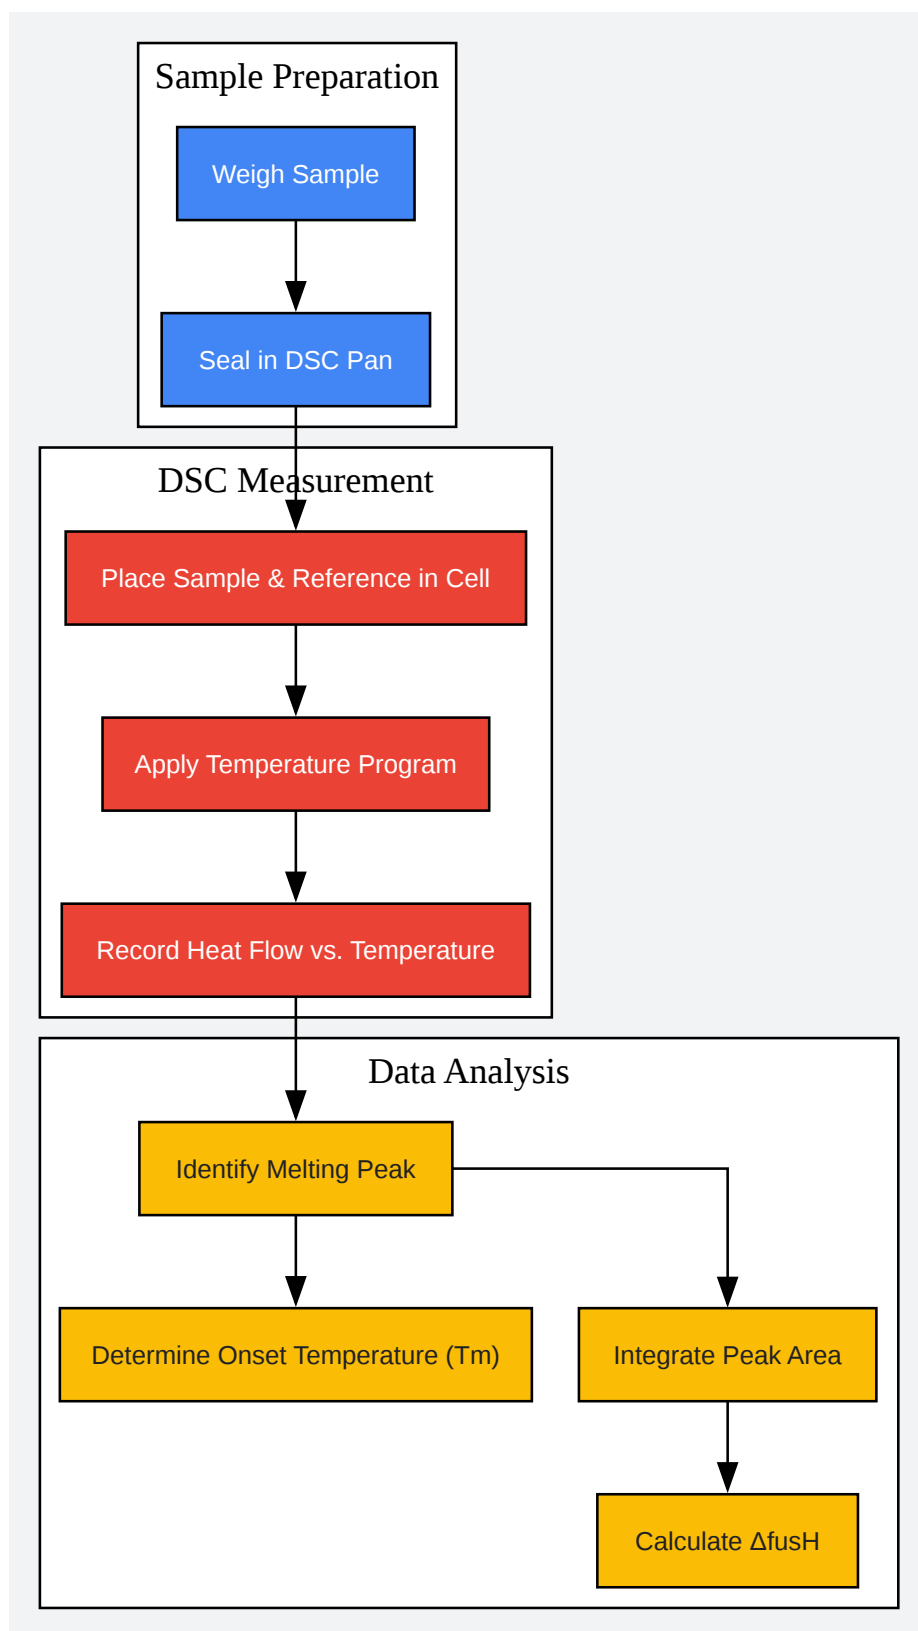 Sample Preparation
Weigh Sample
Seal in DSC Pan
DSC Measurement
Place Sample & Reference in Cell
Apply Temperature Program
Record Heat Flow vs. Temperature
Data Analysis
Identify Melting Peak
Determine Onset Temperature (Tm)
Integrate Peak Area
Calculate ΔfusH